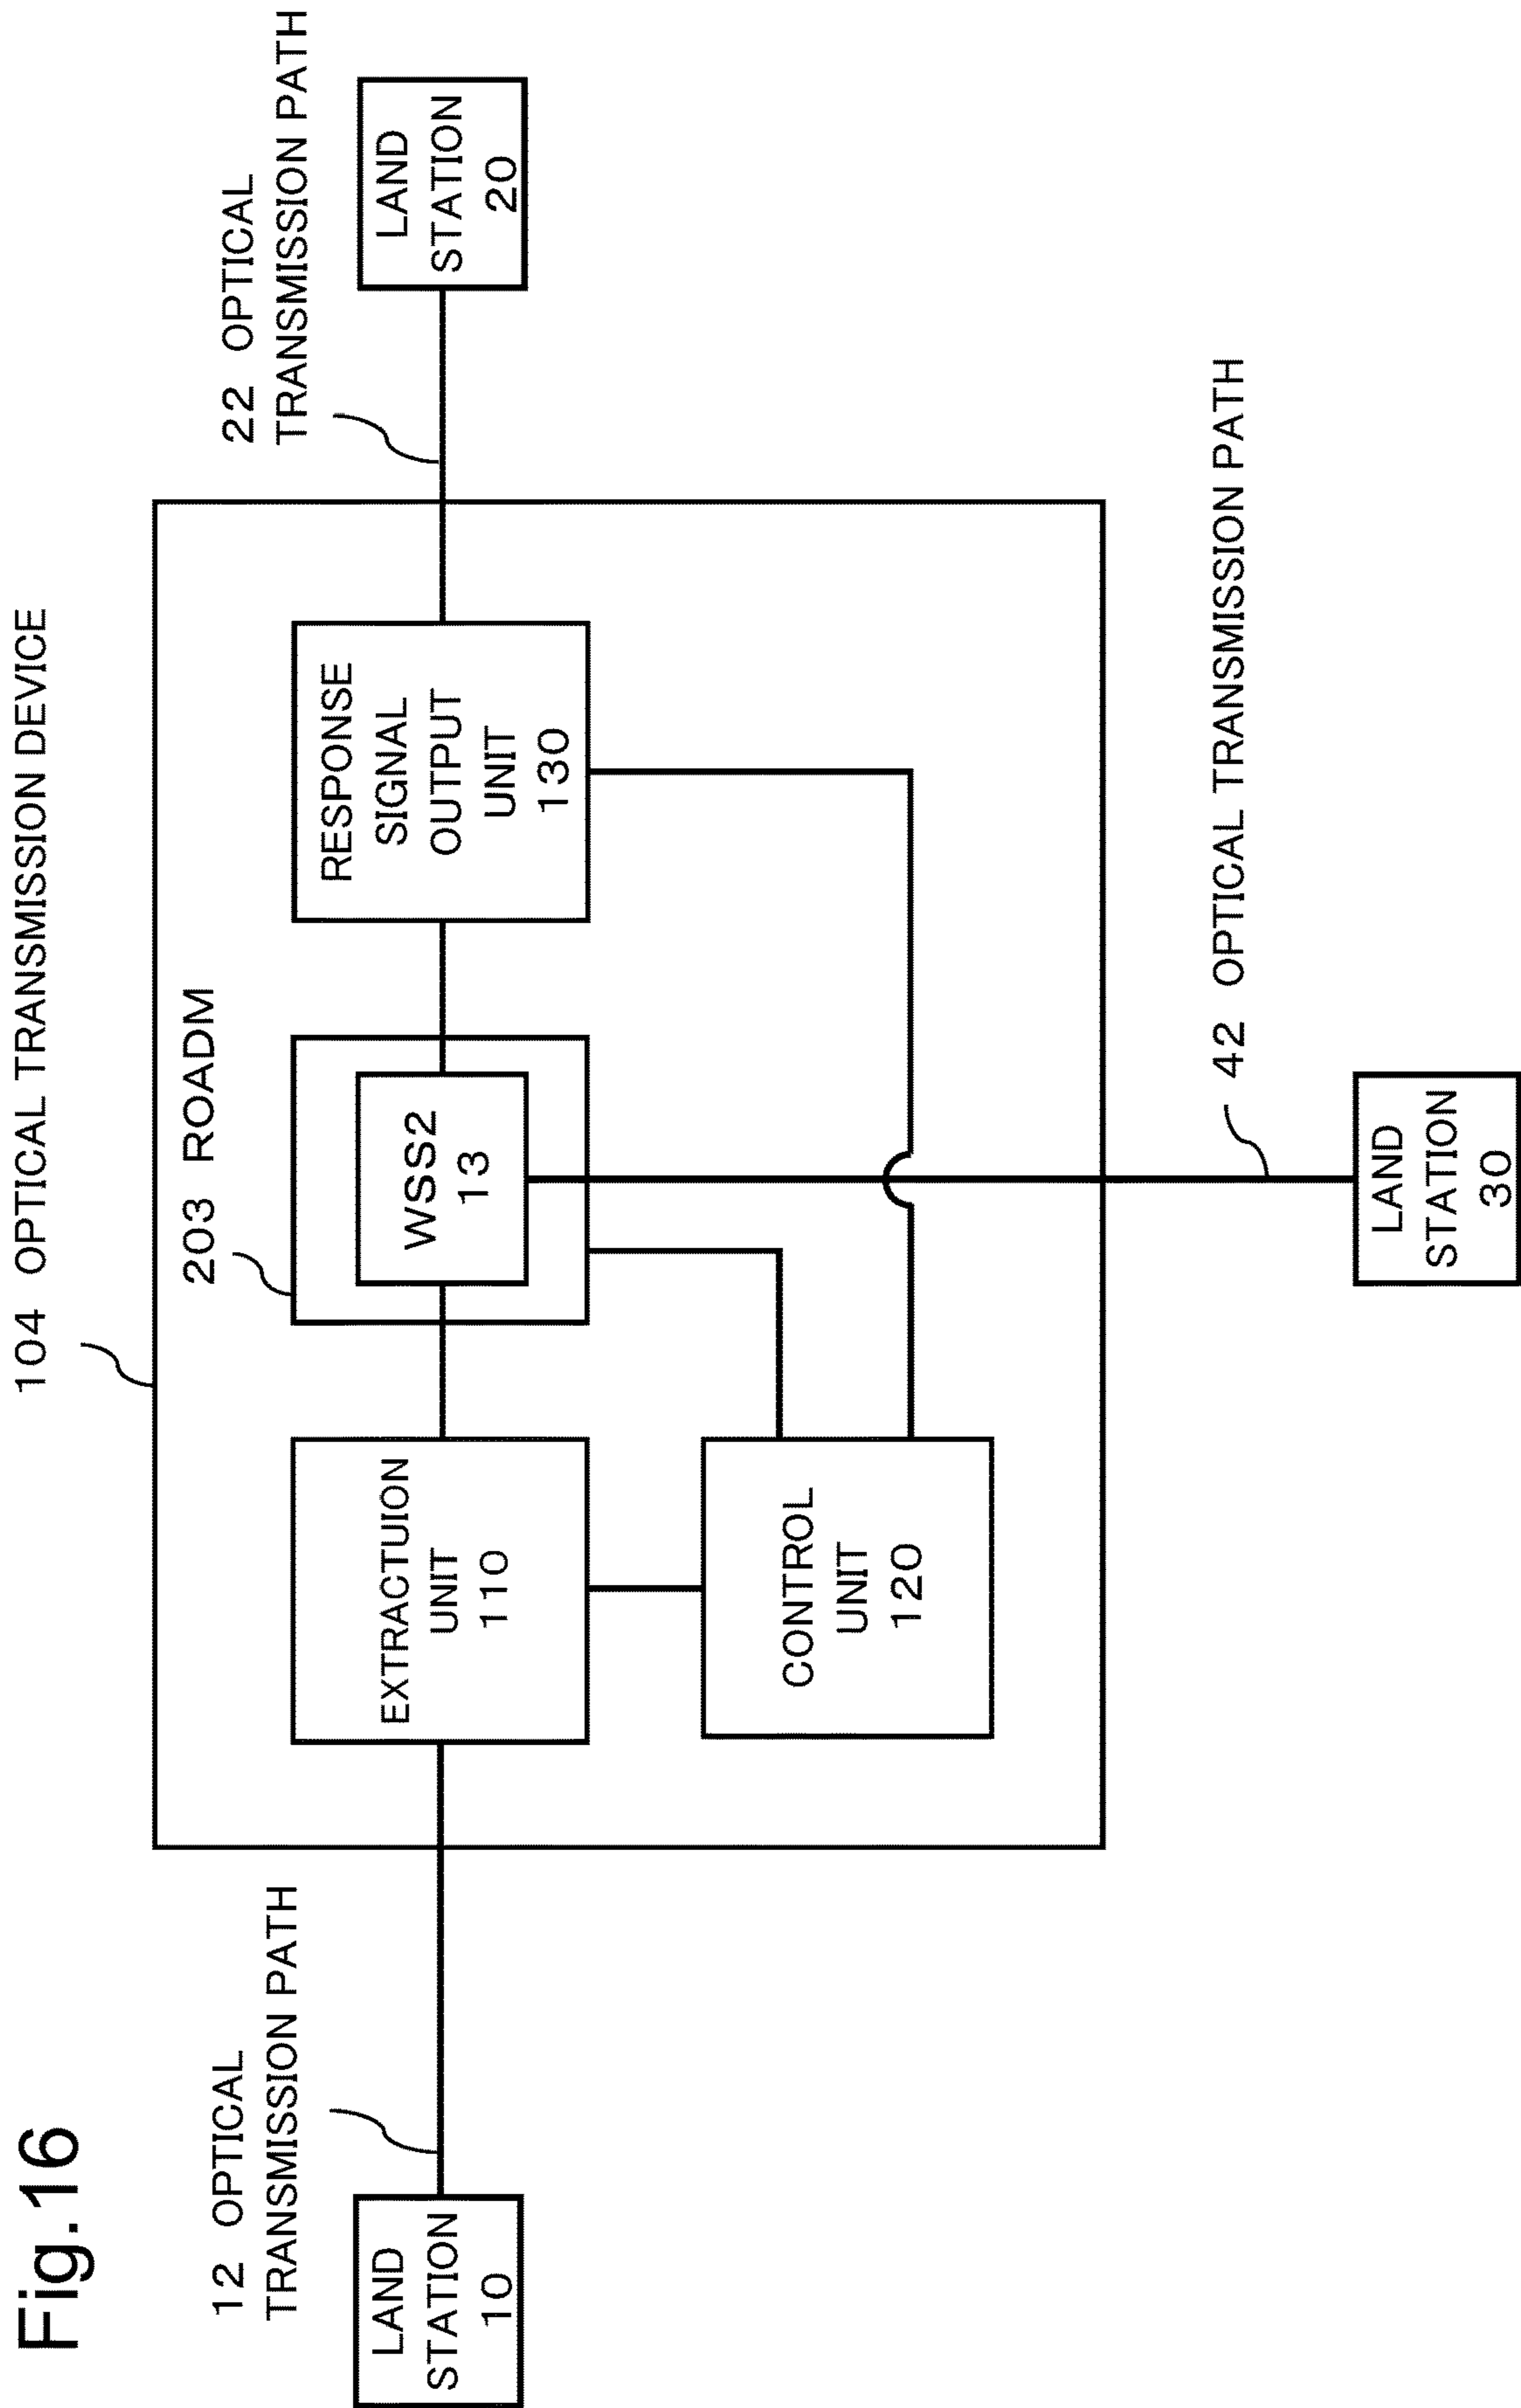 Fig.16
104 OPTICAL TRANSMISSION DEVICE
12 OPTICAL
TRANSMISSION PATH
203 ROADM
22 OPTICAL
TRANSMISSION PATH
LAND
STATION
10
EXTRACTUION
UNIT
110
WSS2
13
RESPONSE
SIGNAL
OUTPUT
UNIT
130
LAND
STATION
20
CONTROL
UNIT
120
42 OPTICAL TRANSMISSION PATH
LAND
STATION
30